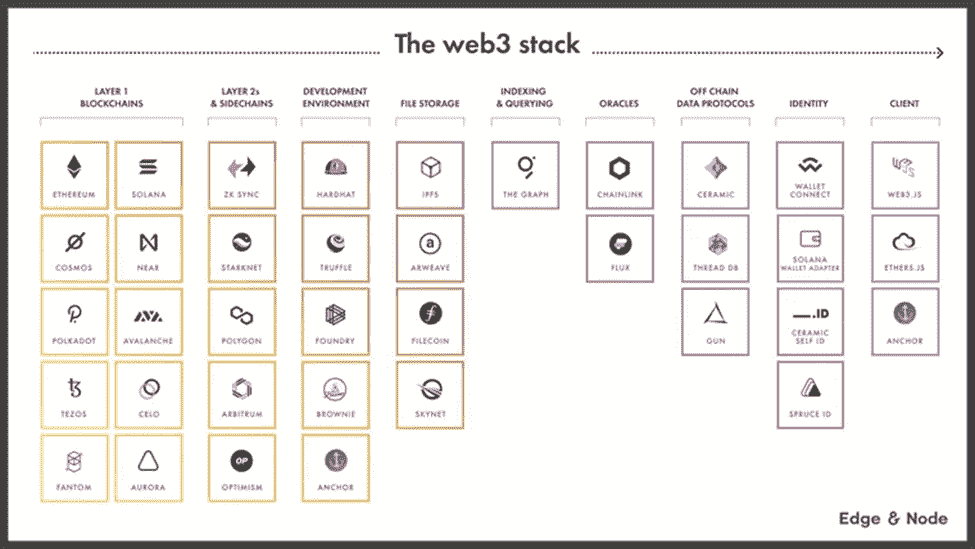 The web3 stack
LAYER 1
BLOCKCHAINS
ETHEREUM
SOLANA
COSMOS
NEAR
POLKADOT
AVALANCHE
TEZOS
CELO
FANTOM
AURORA
LAYER 2s
& SIDECHAINS
ZK SYNC
STARKNET
POLYGON
ARBITRUM
OP
OPTIMISM
DEVELOPMENT
ENVIRONMENT
HARDHAT
TRUFFLE
FOUNDRY
BROWNIE
ANCHOR
FILE STORAGE
IPFS
a
ARWEAVE
FILECOIN
SKYNET
INDEXING
& QUERYING
THE GRAPH
ORACLES
CHAINLINK
FLUX
OFF CHAIN
DATA PROTOCOLS
CERAMIC
THREAD DB
GUN
IDENTITY
WALLET
CONNECT
SOLANA
WALLET ADAPTER
.ID
CERAMIC
SELF ID
SPRUCE ID
CLIENT
WEB3.JS
ETHERS.JS
ANCHOR
Edge & Node